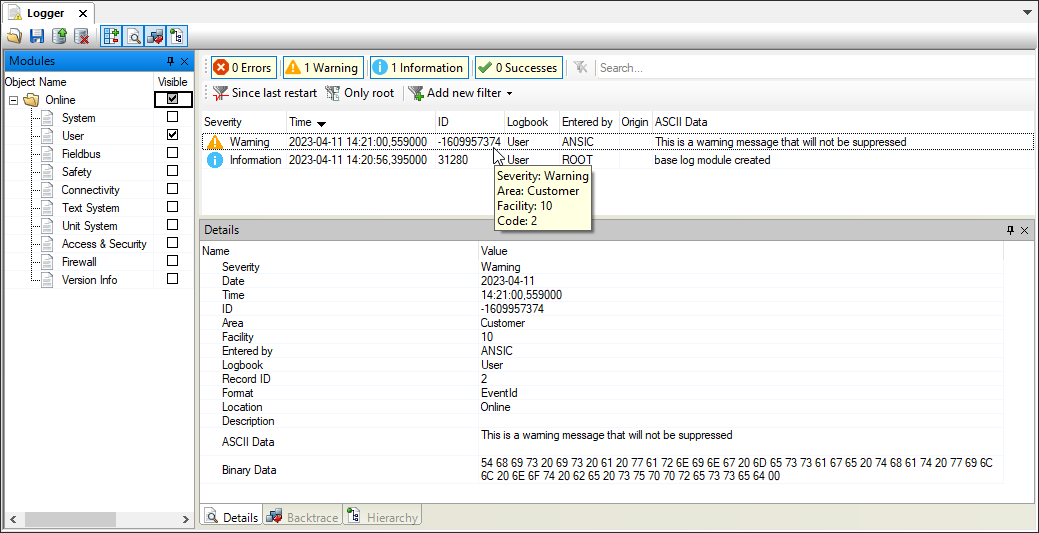 Logger
Modules
Object Name Visible
Online
System
User
Fieldbus
Safety
Connectivity
Text System
Unit System
Access & Security
Firewall
Version Info
0 Errors 1 Warning 1 Information 0 Successes Search...
Since last restart Only root Add new filter
Severity Time ID Logbook Entered by Origin ASCII Data
Warning 2023-04-11 14:21:00,559000 -1609957374 User ANSIC This is a warning message that will not be suppressed
Information 2023-04-11 14:20:56,395000 31280 User ROOT base log module created
Severity: Warning
Area: Customer
Facility: 10
Code: 2
Details
Name Value
Severity Warning
Date 2023-04-11
Time 14:21:00,559000
ID -1609957374
Area Customer
Facility 10
Entered by ANSIC
Logbook User
Record ID 2
Format EventId
Location Online
Description
ASCII Data This is a warning message that will not be suppressed
Binary Data 54 68 69 73 20 69 73 20 61 20 77 61 72 6E 69 6E 67 20 6D 65 73 73 61 67 65 20 74 68 61 74 20 77 69 6C
6C 20 6E 6F 74 20 62 65 20 73 75 70 70 72 65 73 73 65 64 00
Details Backtrace Hierarchy